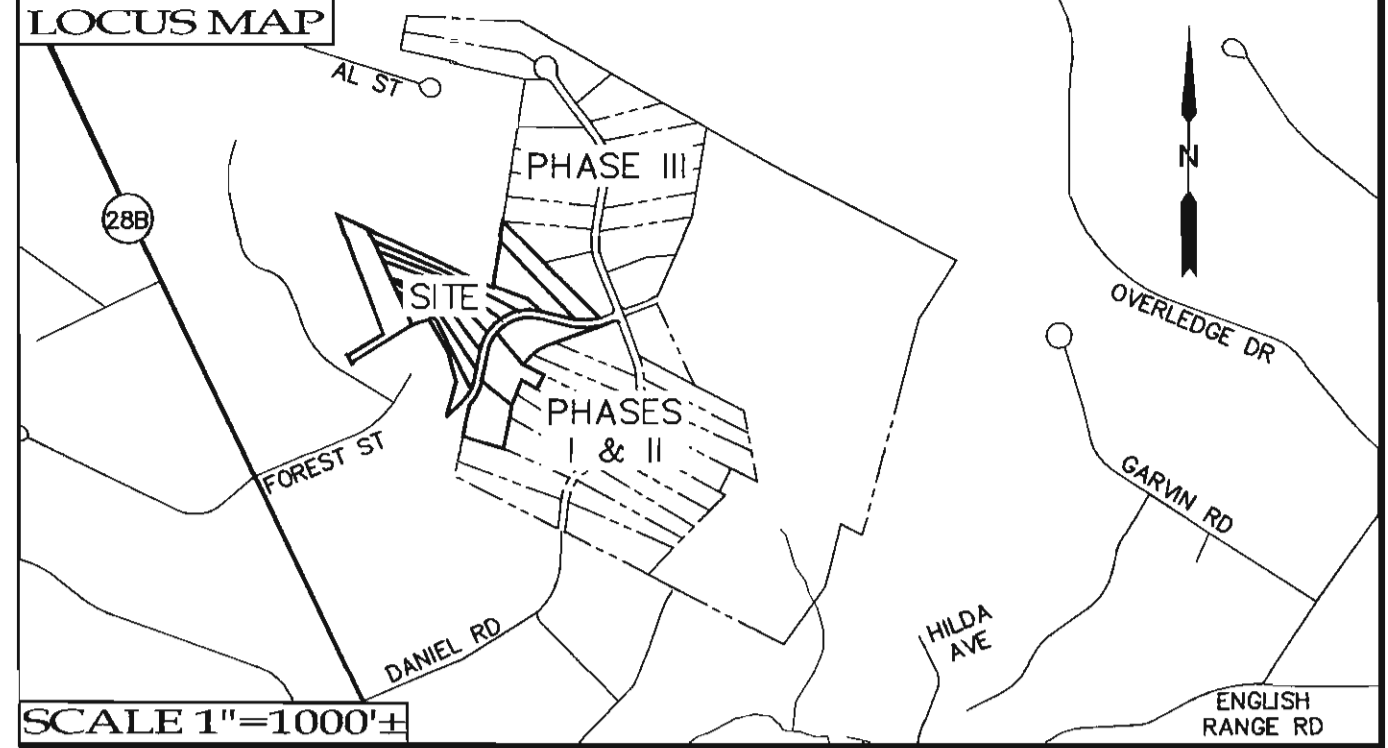 LOCUS MAP
AL ST
PHASE III
N
28B
SITE
OVERLEDGE DR
PHASES
I & II
FOREST ST
GARVIN RD
HILDA
AVE
DANIEL RD
ENGLISH
RANGE RD
SCALE 1"=1000'±